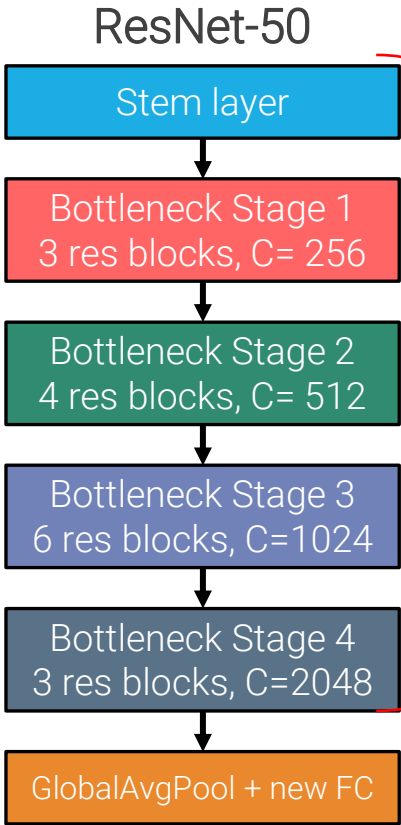 ResNet-50
Stem layer
Bottleneck Stage 1
3 res blocks, C= 256
Bottleneck Stage 2
4 res blocks, C= 512
Bottleneck Stage 3
6 res blocks, C=1024
Bottleneck Stage 4
3 res blocks, C=2048
GlobalAvgPool + new FC